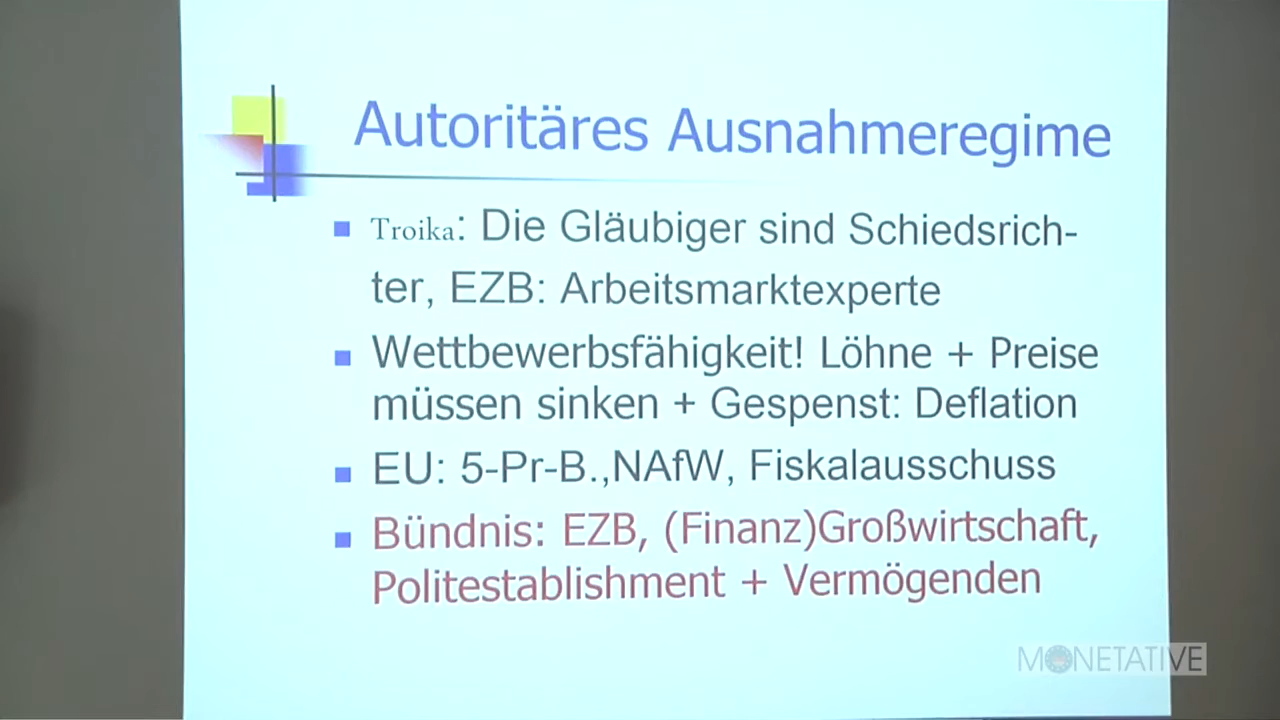 Autoritäres Ausnahmeregime
Troika: Die Gläubiger sind Schiedsrich-
ter, EZB: Arbeitsmarktexperte
Wettbewerbsfähigkeit! Löhne + Preise
müssen sinken + Gespenst: Deflation
EU: 5-Pr-B.,NAfW, Fiskalausschuss
Bündnis: EZB, (Finanz)Großwirtschaft,
Politestablishment + Vermögenden
MONETATIVE